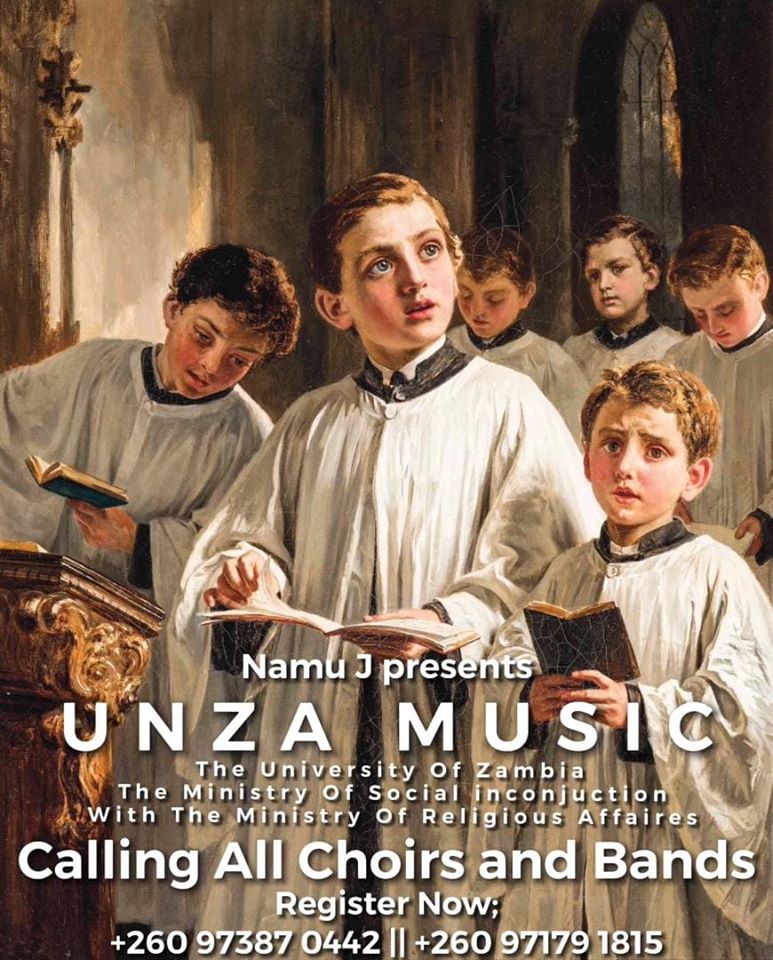 Namu J presents
UNZA MUSIC
The University Of Zambia
The Ministry Of Social inconjuction
With The Ministry Of Religious Affaires
Calling All Choirs and Bands
Register Now;
+260 97387 0442 || +260 97179 1815